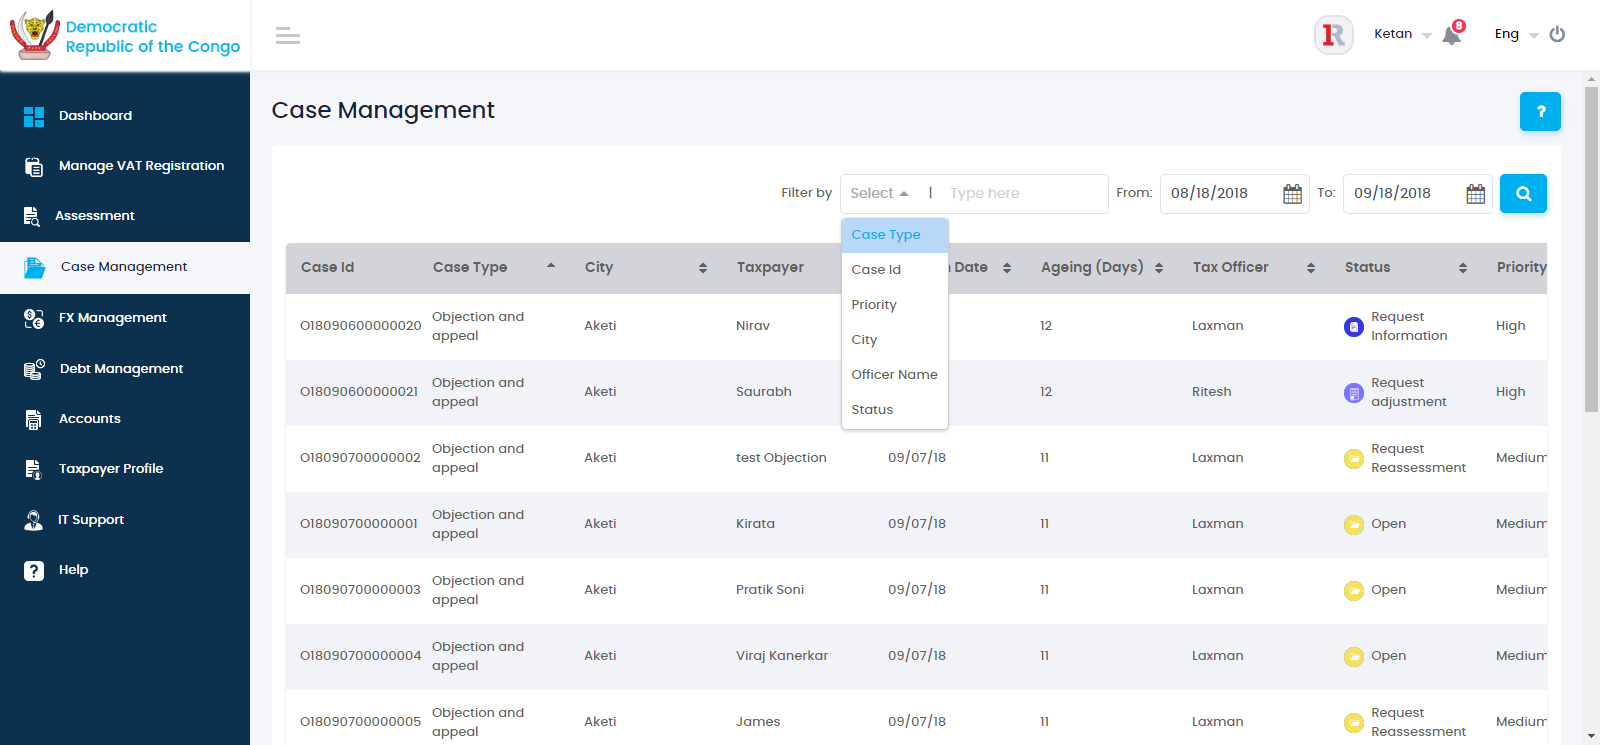 Democratic
Republic of the Congo
R
Ketan
8
Eng
Dashboard
Manage VAT Registration
Assessment
Case Management
FX Management
Debt Management
Accounts
Taxpayer Profile
IT Support
? Help
Case Management
?
Filter by Select | Type here From: 08/18/2018 To: 09/18/2018
Case Type
Case Id
Priority
City
Officer Name
Status
Case Id Case Type City Taxpayer Date Ageing (Days) Tax Officer Status Priority
O18090600000020 Objection and appeal Aketi Nirav 12 Laxman Request Information High
O18090600000021 Objection and appeal Aketi Saurabh 12 Ritesh Request adjustment High
O18090700000002 Objection and appeal Aketi test Objection 09/07/18 11 Laxman Request Reassessment Medium
O18090700000001 Objection and appeal Aketi Kirata 09/07/18 11 Laxman Open Medium
O18090700000003 Objection and appeal Aketi Pratik Soni 09/07/18 11 Laxman Open Medium
O18090700000004 Objection and appeal Aketi Viraj Kanerkar 09/07/18 11 Laxman Open Medium
O18090700000005 Objection and appeal Aketi James 09/07/18 11 Laxman Request Reassessment Medium